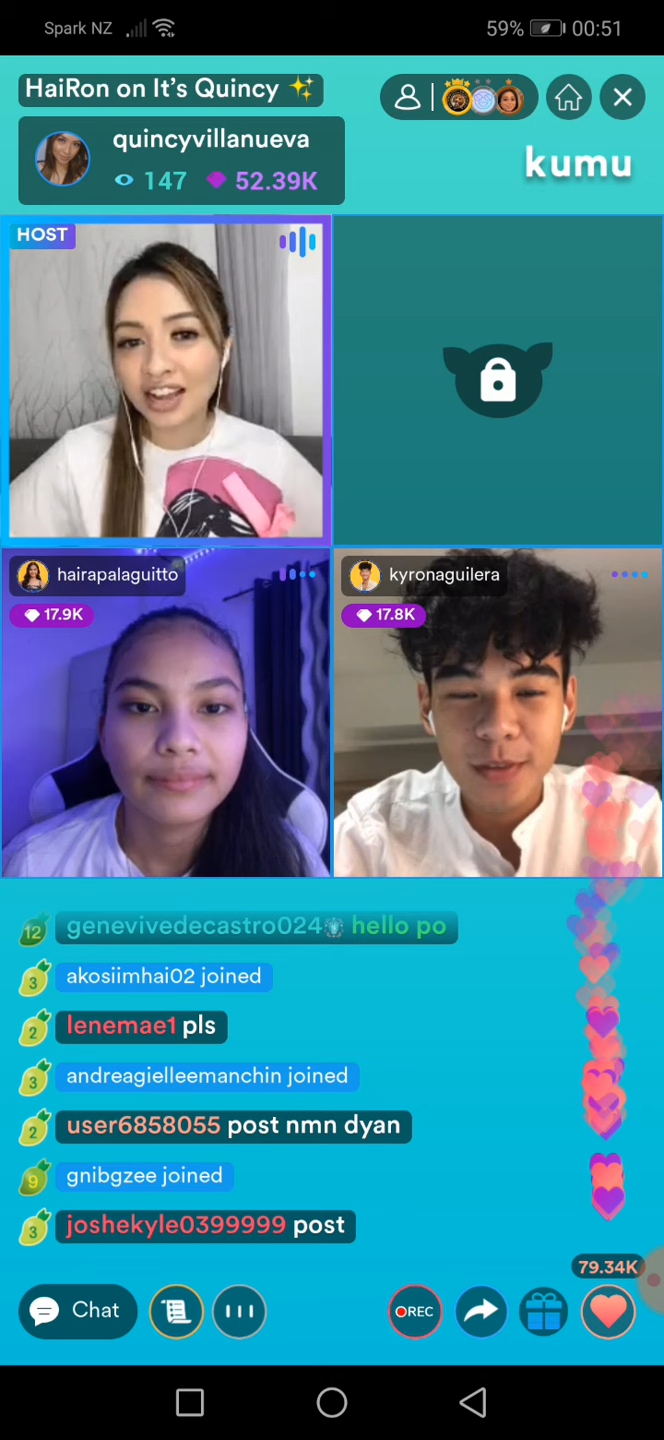 Spark NZ
59% 00:51
HaiRon on It's Quincy ✨
quincyvillanueva
147 52.39K
kumu
HOST
hairapalaguitto
17.9K
kyronaguilera
17.8K
12 genevivedecastro024 hello po
3 akosiimhai02 joined
2 lenemae1 pls
3 andreagielleemanchin joined
2 user6858055 post nmn dyan
9 gnibgzee joined
3 joshekyle0399999 post
79.34K
Chat
REC